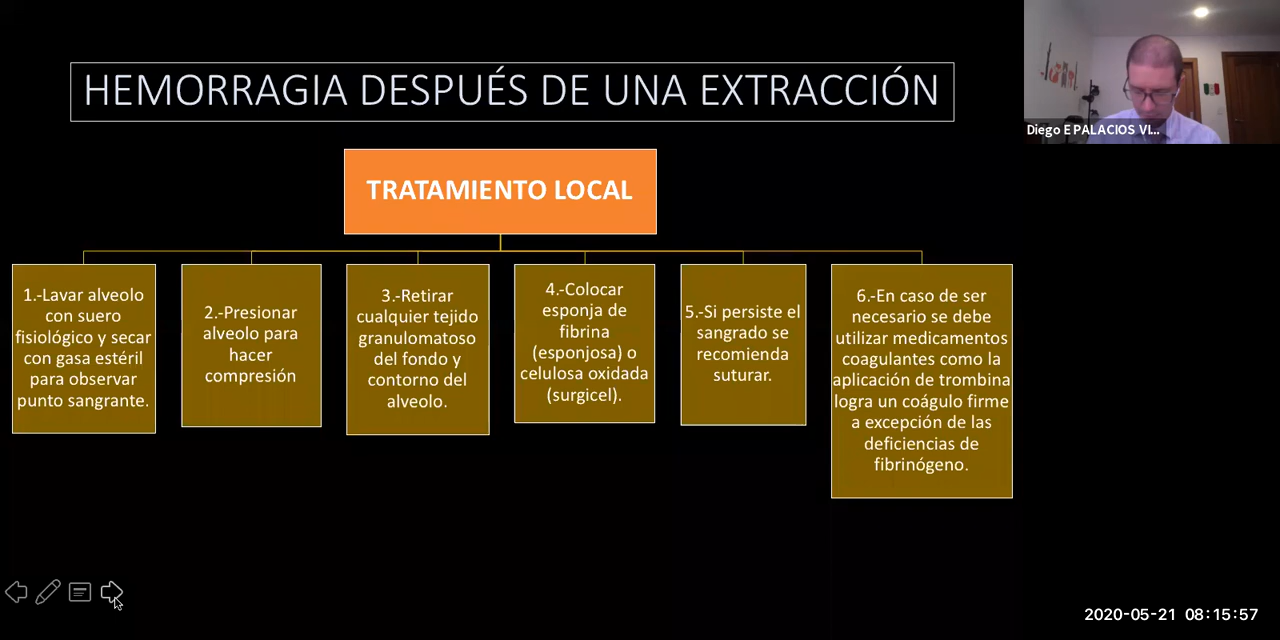 HEMORRAGIA DESPUÉS DE UNA EXTRACCIÓN
Diego E PALACIOS VI...
TRATAMIENTO LOCAL
1.-Lavar alveolo
con suero
fisiológico y secar
con gasa estéril
para observar
punto sangrante.
2.-Presionar
alveolo para
hacer
compresión
3.-Retirar
cualquier tejido
granulomatoso
del fondo y
contorno del
alveolo.
4.-Colocar
esponja de
fibrina
(esponjosa) o
celulosa oxidada
(surgicel).
5.-Si persiste el
sangrado se
recomienda
suturar.
6.-En caso de ser
necesario se debe
utilizar medicamentos
coagulantes como la
aplicación de trombina
logra un coágulo firme
a excepción de las
deficiencias de
fibrinógeno.
2020-05-21 08:15:57